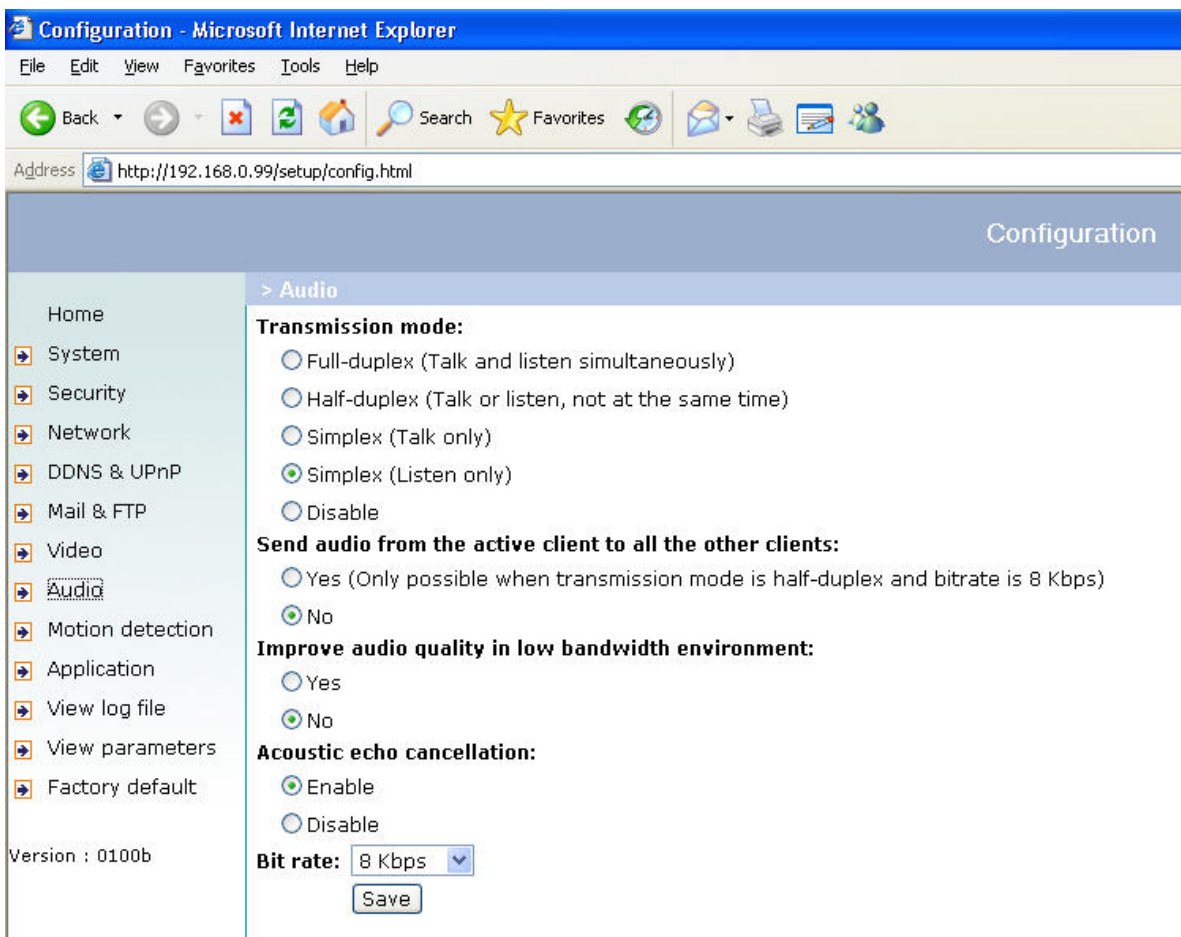 Configuration - Microsoft Internet Explorer
File Edit View Favorites Tools Help
Back Search Favorites
Address http://192.168.0.99/setup/config.html
Configuration
Home
System
Security
Network
DDNS & UPnP
Mail & FTP
Video
Audio
Motion detection
Application
View log file
View parameters
Factory default
Version : 0100b
> Audio
Transmission mode:
Full-duplex (Talk and listen simultaneously)
Half-duplex (Talk or listen, not at the same time)
Simplex (Talk only)
Simplex (Listen only)
Disable
Send audio from the active client to all the other clients:
Yes (Only possible when transmission mode is half-duplex and bitrate is 8 Kbps)
No
Improve audio quality in low bandwidth environment:
Yes
No
Acoustic echo cancellation:
Enable
Disable
Bit rate: 8 Kbps
Save